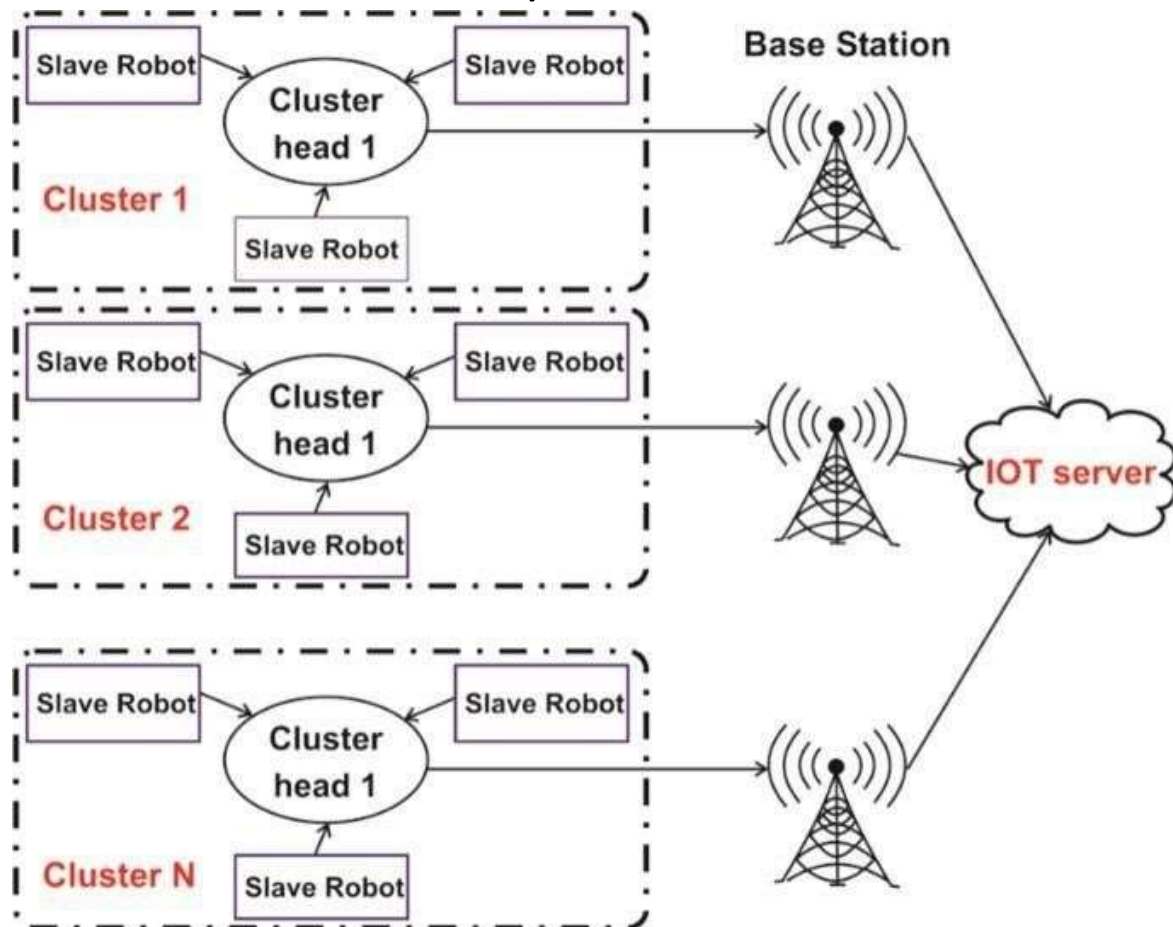 Slave Robot
Slave Robot
Cluster
head 1
Cluster 1
Slave Robot
Base Station
Slave Robot
Slave Robot
Cluster
head 1
Cluster 2
Slave Robot
Slave Robot
Slave Robot
Cluster
head 1
Cluster N
Slave Robot
IOT server